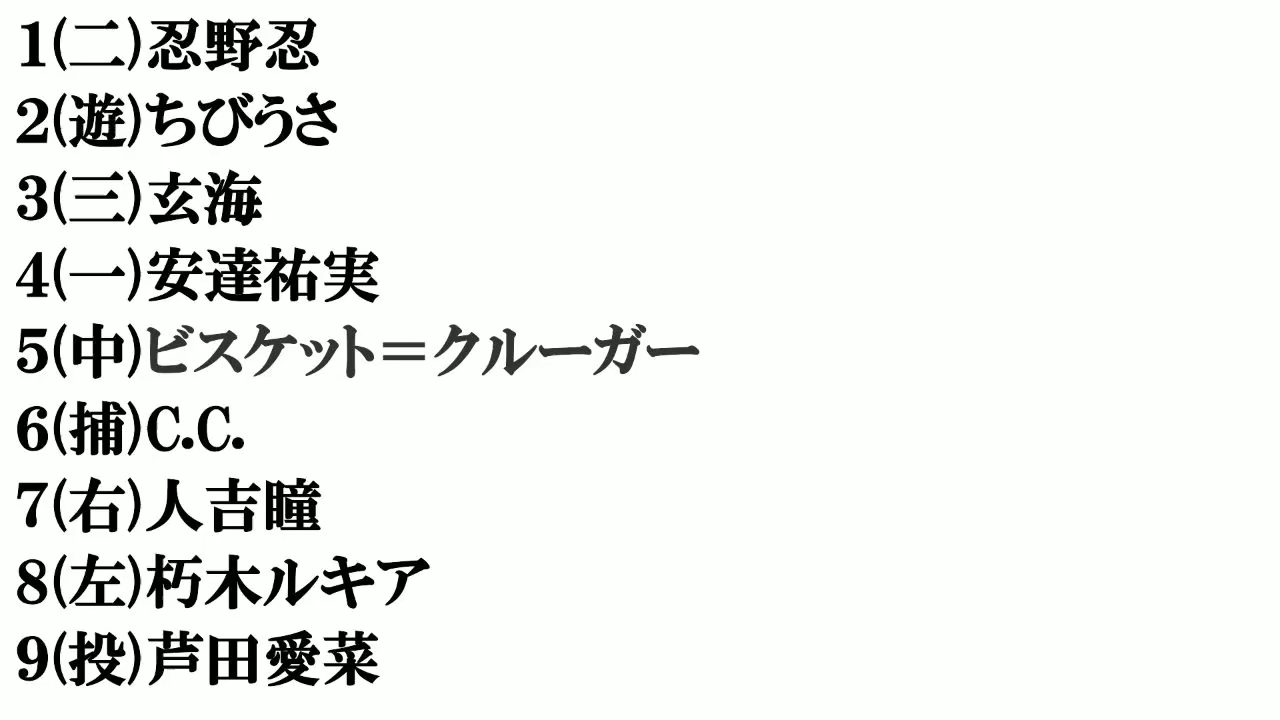 1(二)忍野忍
2(遊)ちびうさ
3(三)玄海
4(一)安達祐実
5(中)ビスケット＝クルーガー
6(捕)C.C.
7(右)人吉瞳
8(左)朽木ルキア
9(投)芦田愛菜